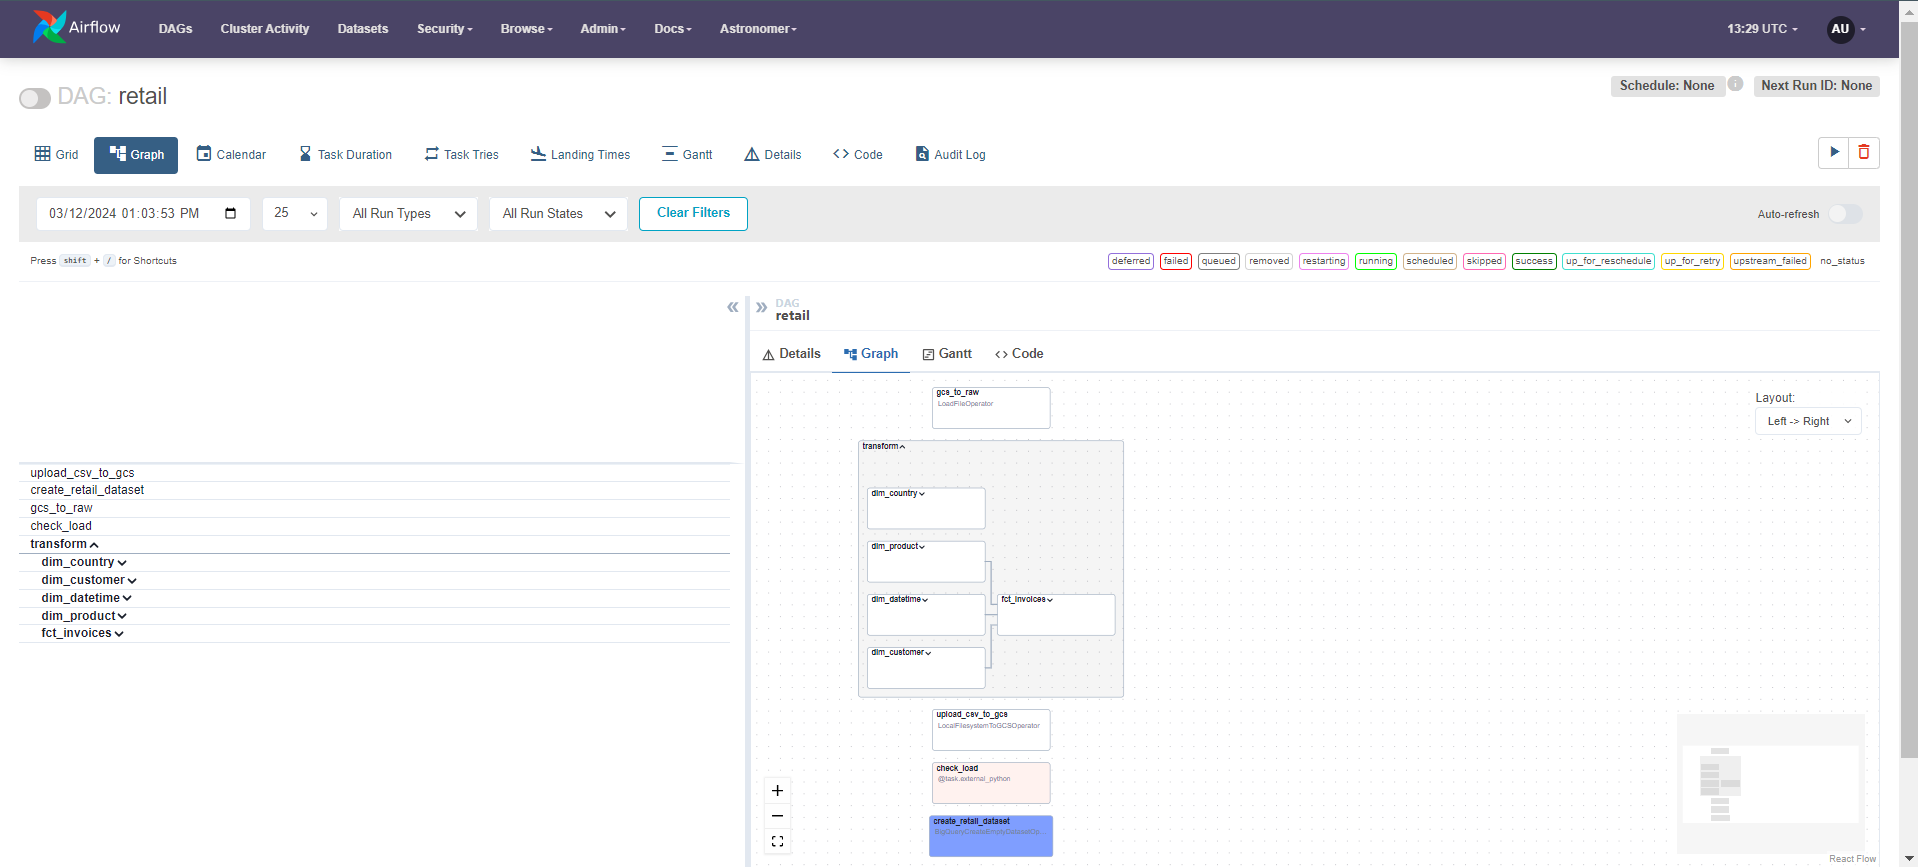 Airflow DAGs Cluster Activity Datasets Security Browse Admin Docs Astronomer 13:29 UTC AU
DAG: retail
Schedule: None i Next Run ID: None
Grid Graph Calendar Task Duration Task Tries Landing Times Gantt Details <> Code Audit Log
03/12/2024 01:03:53 PM 25 All Run Types All Run States Clear Filters Auto-refresh
Press shift + / for Shortcuts
deferred failed queued removed restarting running scheduled skipped success up_for_reschedule up_for_retry upstream_failed no_status
upload_csv_to_gcs
create_retail_dataset
gcs_to_raw
check_load
transform
dim_country
dim_customer
dim_datetime
dim_product
fct_invoices
« » DAG
retail
Details Graph Gantt <> Code
Layout:
Left -> Right
gcs_to_raw
LoadFileOperator
transform
dim_country
dim_product
dim_datetime
fct_invoices
dim_customer
upload_csv_to_gcs
LocalFilesystemToGCSOperator
check_load
@task.external_python
create_retail_dataset
BigQueryCreateEmptyDatasetOp...
+
−
React Flow